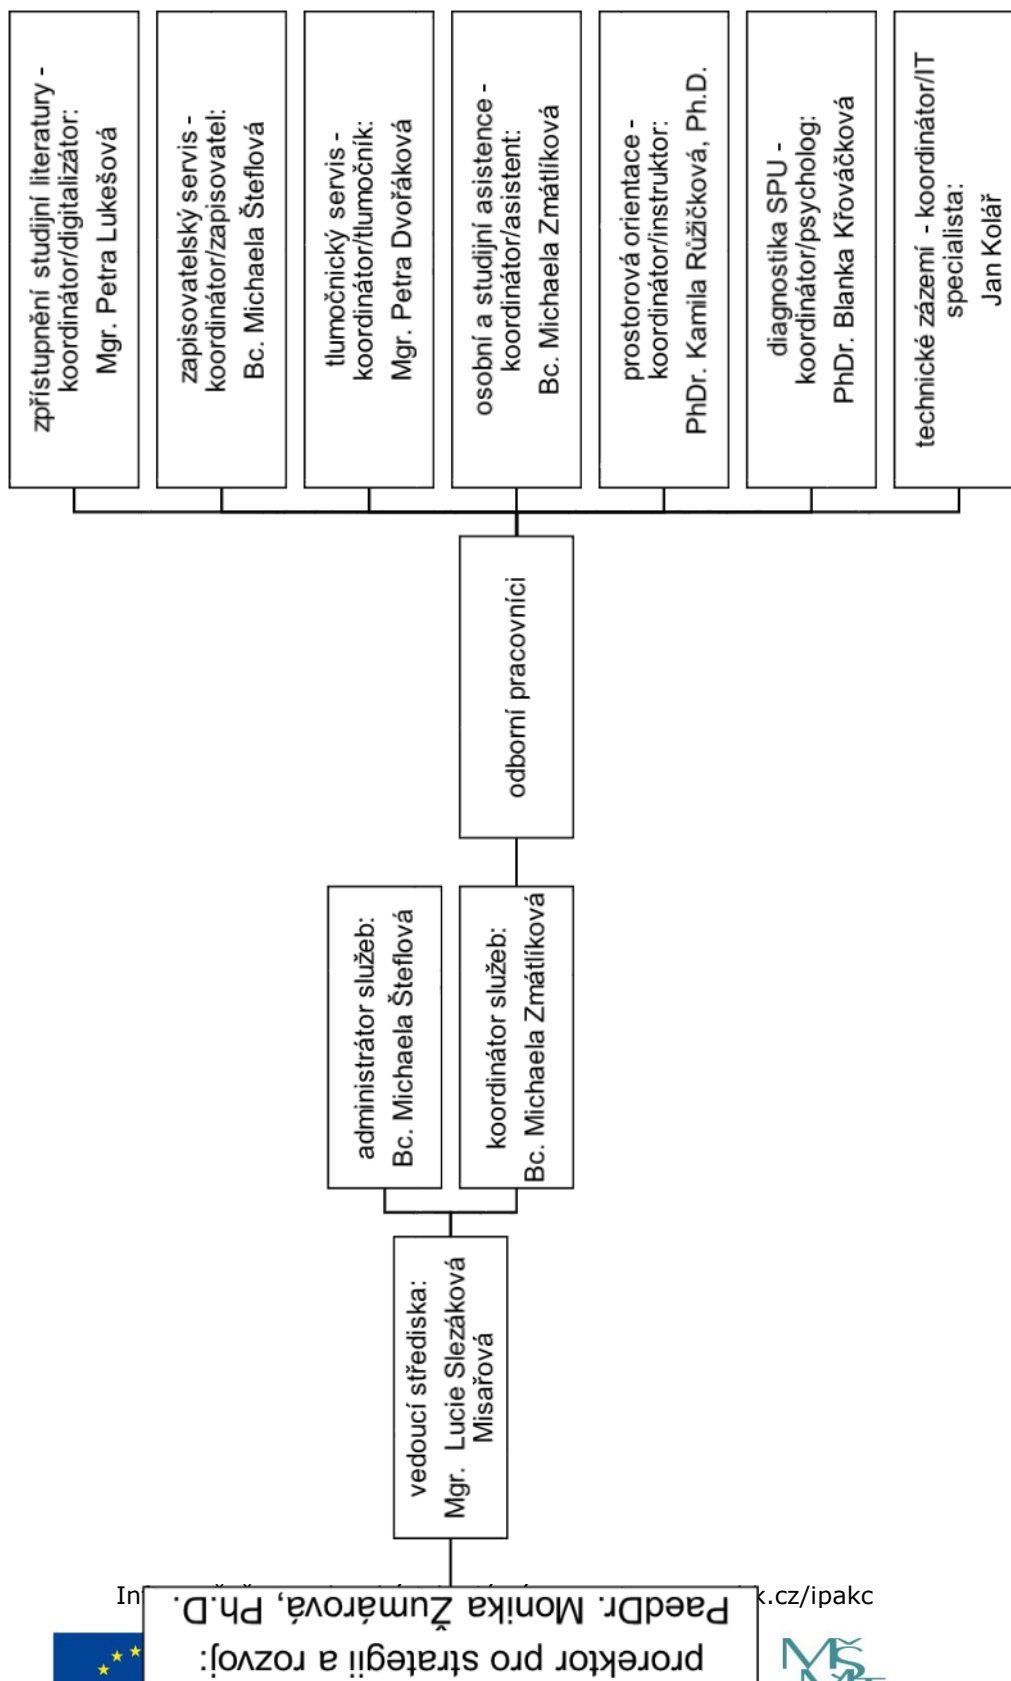 prorektor pro strategii a rozvoj:
PaedDr. Monika Žumárová, Ph.D.
vedoucí střediska:
Mgr. Lucie Slezáková
Misařová
administrátor služeb:
Bc. Michaela Šteflová
koordinátor služeb:
Bc. Michaela Zmátlíková
odborní pracovníci
zpřístupnění studijní literatury -
koordinátor/digitalizátor:
Mgr. Petra Lukešová
zapisovatelský servis -
koordinátor/zapisovatel:
Bc. Michaela Šteflová
tlumočnický servis -
koordinátor/tlumočník:
Mgr. Petra Dvořáková
osobní a studijní asistence -
koordinátor/asistent:
Bc. Michaela Zmátlíková
prostorová orientace -
koordinátor/instruktor:
PhDr. Kamila Růžičková, Ph.D.
diagnostika SPU -
koordinátor/psycholog:
PhDr. Blanka Křováčková
technické zázemí - koordinátor/IT
specialista:
Jan Kolář
k.cz/ipakc
MŠ